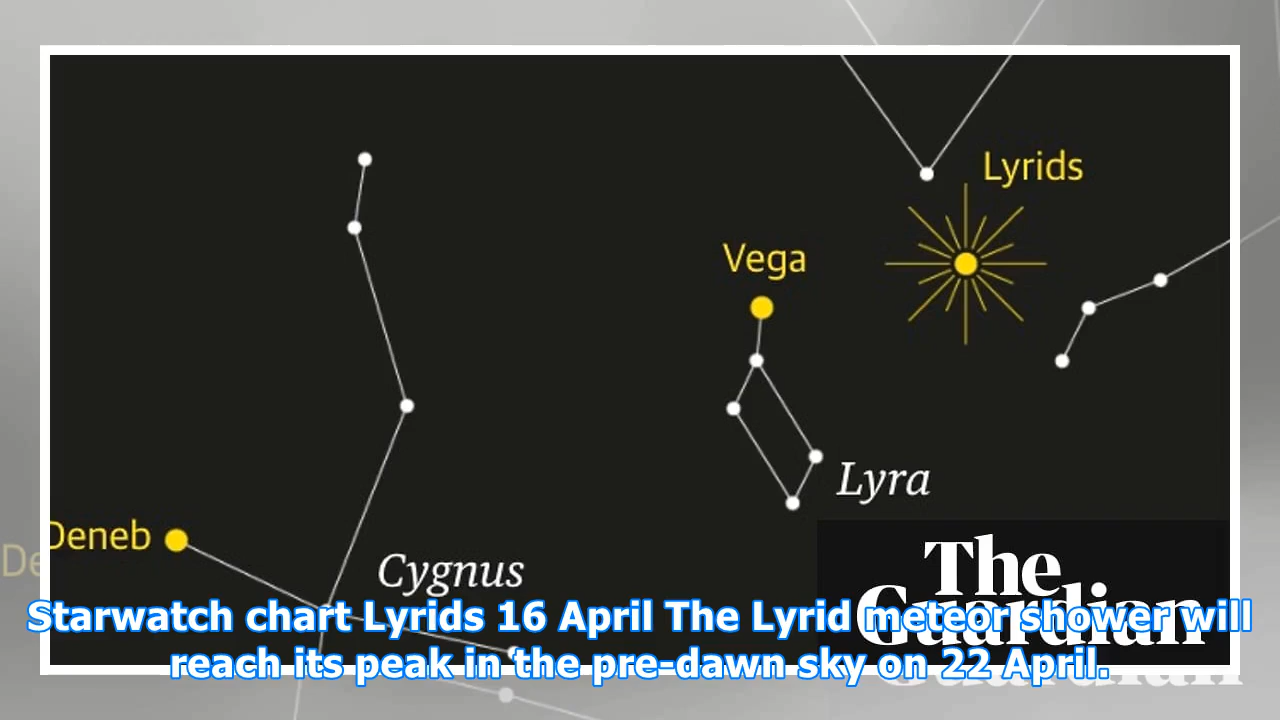 Lyrids
Vega
Lyra
Deneb
Cygnus
The
Guardian
Starwatch chart Lyrids 16 April The Lyrid meteor shower will
reach its peak in the pre-dawn sky on 22 April.